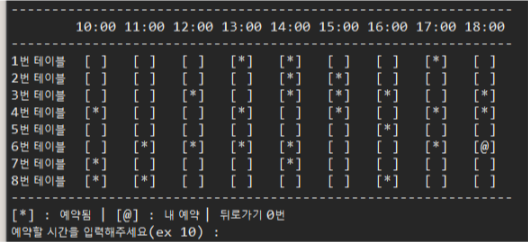 10:00 11:00 12:00 13:00 14:00 15:00 16:00 17:00 18:00
1번 테이블 [ ] [ ] [ ] [*] [*] [ ] [ ] [*] [ ]
2번 테이블 [ ] [ ] [ ] [ ] [*] [*] [ ] [ ] [ ]
3번 테이블 [ ] [ ] [*] [ ] [*] [*] [*] [ ] [*]
4번 테이블 [*] [ ] [ ] [*] [ ] [*] [ ] [*] [*]
5번 테이블 [ ] [ ] [ ] [ ] [ ] [ ] [*] [ ] [ ]
6번 테이블 [ ] [*] [*] [*] [*] [ ] [ ] [*] [@]
7번 테이블 [*] [ ] [ ] [ ] [*] [ ] [ ] [ ] [ ]
8번 테이블 [*] [*] [ ] [ ] [ ] [ ] [*] [ ] [ ]
[*] : 예약됨 | [@] : 내 예약 | 뒤로가기 0번
예약할 시간을 입력해주세요(ex 10) :